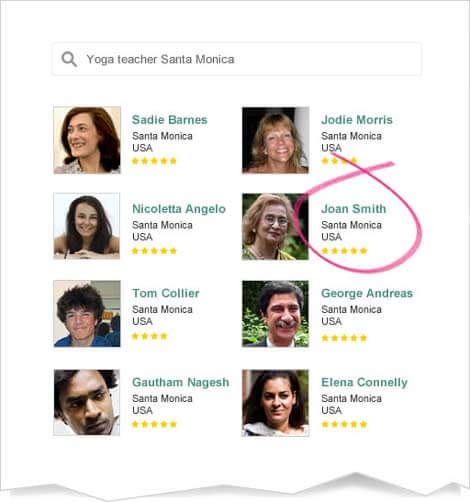 Yoga teacher Santa Monica
Sadie Barnes
Santa Monica
USA
Jodie Morris
Santa Monica
USA
Nicoletta Angelo
Santa Monica
USA
Joan Smith
Santa Monica
USA
Tom Collier
Santa Monica
USA
George Andreas
Santa Monica
USA
Gautham Nagesh
Santa Monica
USA
Elena Connelly
Santa Monica
USA